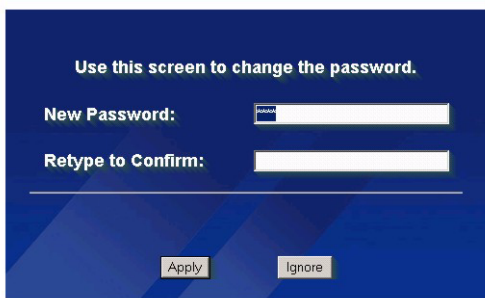 Use this screen to change the password.
New Password: ****
Retype to Confirm:
Apply
Ignore